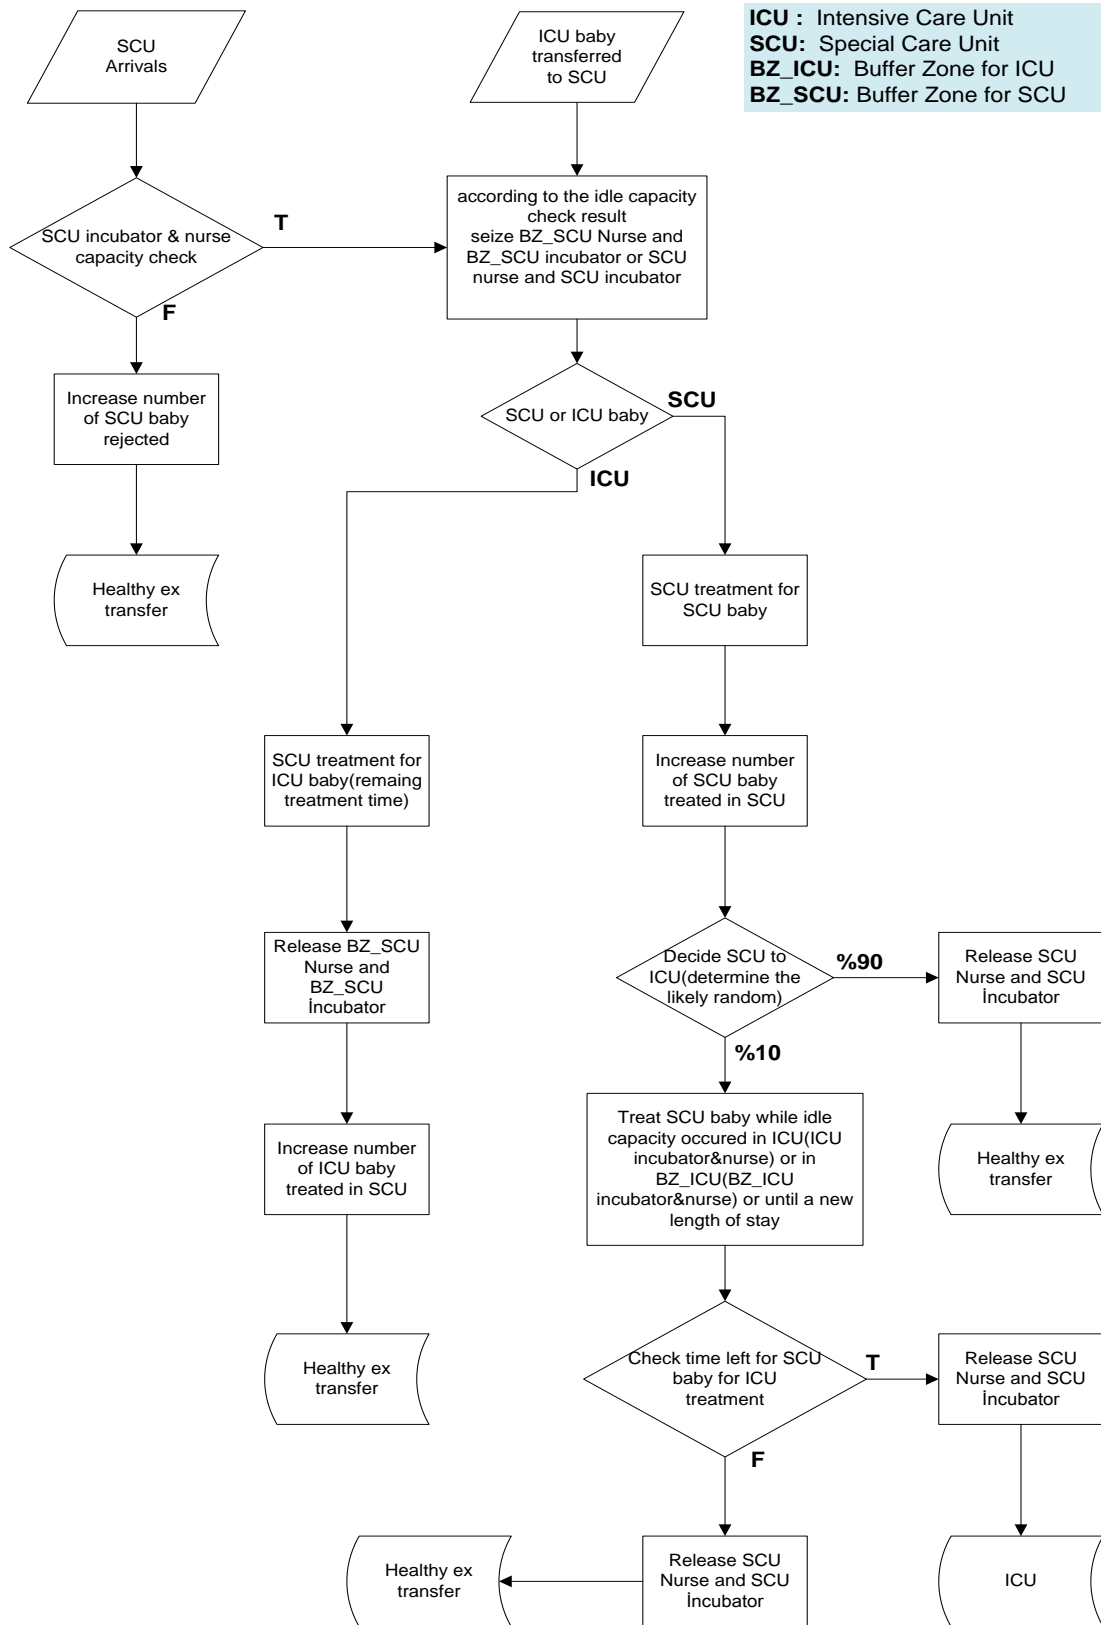 SCU
Arrivals
ICU baby
transferred
to SCU
ICU : Intensive Care Unit
SCU: Special Care Unit
BZ_ICU: Buffer Zone for ICU
BZ_SCU: Buffer Zone for SCU
SCU incubator & nurse
capacity check
T
F
according to the idle capacity
check result
seize BZ_SCU Nurse and
BZ_SCU incubator or SCU
nurse and SCU incubator
Increase number
of SCU baby
rejected
SCU or ICU baby
SCU
ICU
Healthy ex
transfer
SCU treatment for
SCU baby
SCU treatment for
ICU baby(remaing
treatment time)
Increase number
of SCU baby
treated in SCU
Release BZ_SCU
Nurse and
BZ_SCU
İncubator
Decide SCU to
ICU(determine the
likely random)
%90
%10
Release SCU
Nurse and SCU
İncubator
Increase number
of ICU baby
treated in SCU
Treat SCU baby while idle
capacity occured in ICU(ICU
incubator&nurse) or in
BZ_ICU(BZ_ICU
incubator&nurse) or until a new
length of stay
Healthy ex
transfer
Healthy ex
transfer
Check time left for SCU
baby for ICU
treatment
T
F
Release SCU
Nurse and SCU
İncubator
Healthy ex
transfer
Release SCU
Nurse and SCU
İncubator
ICU